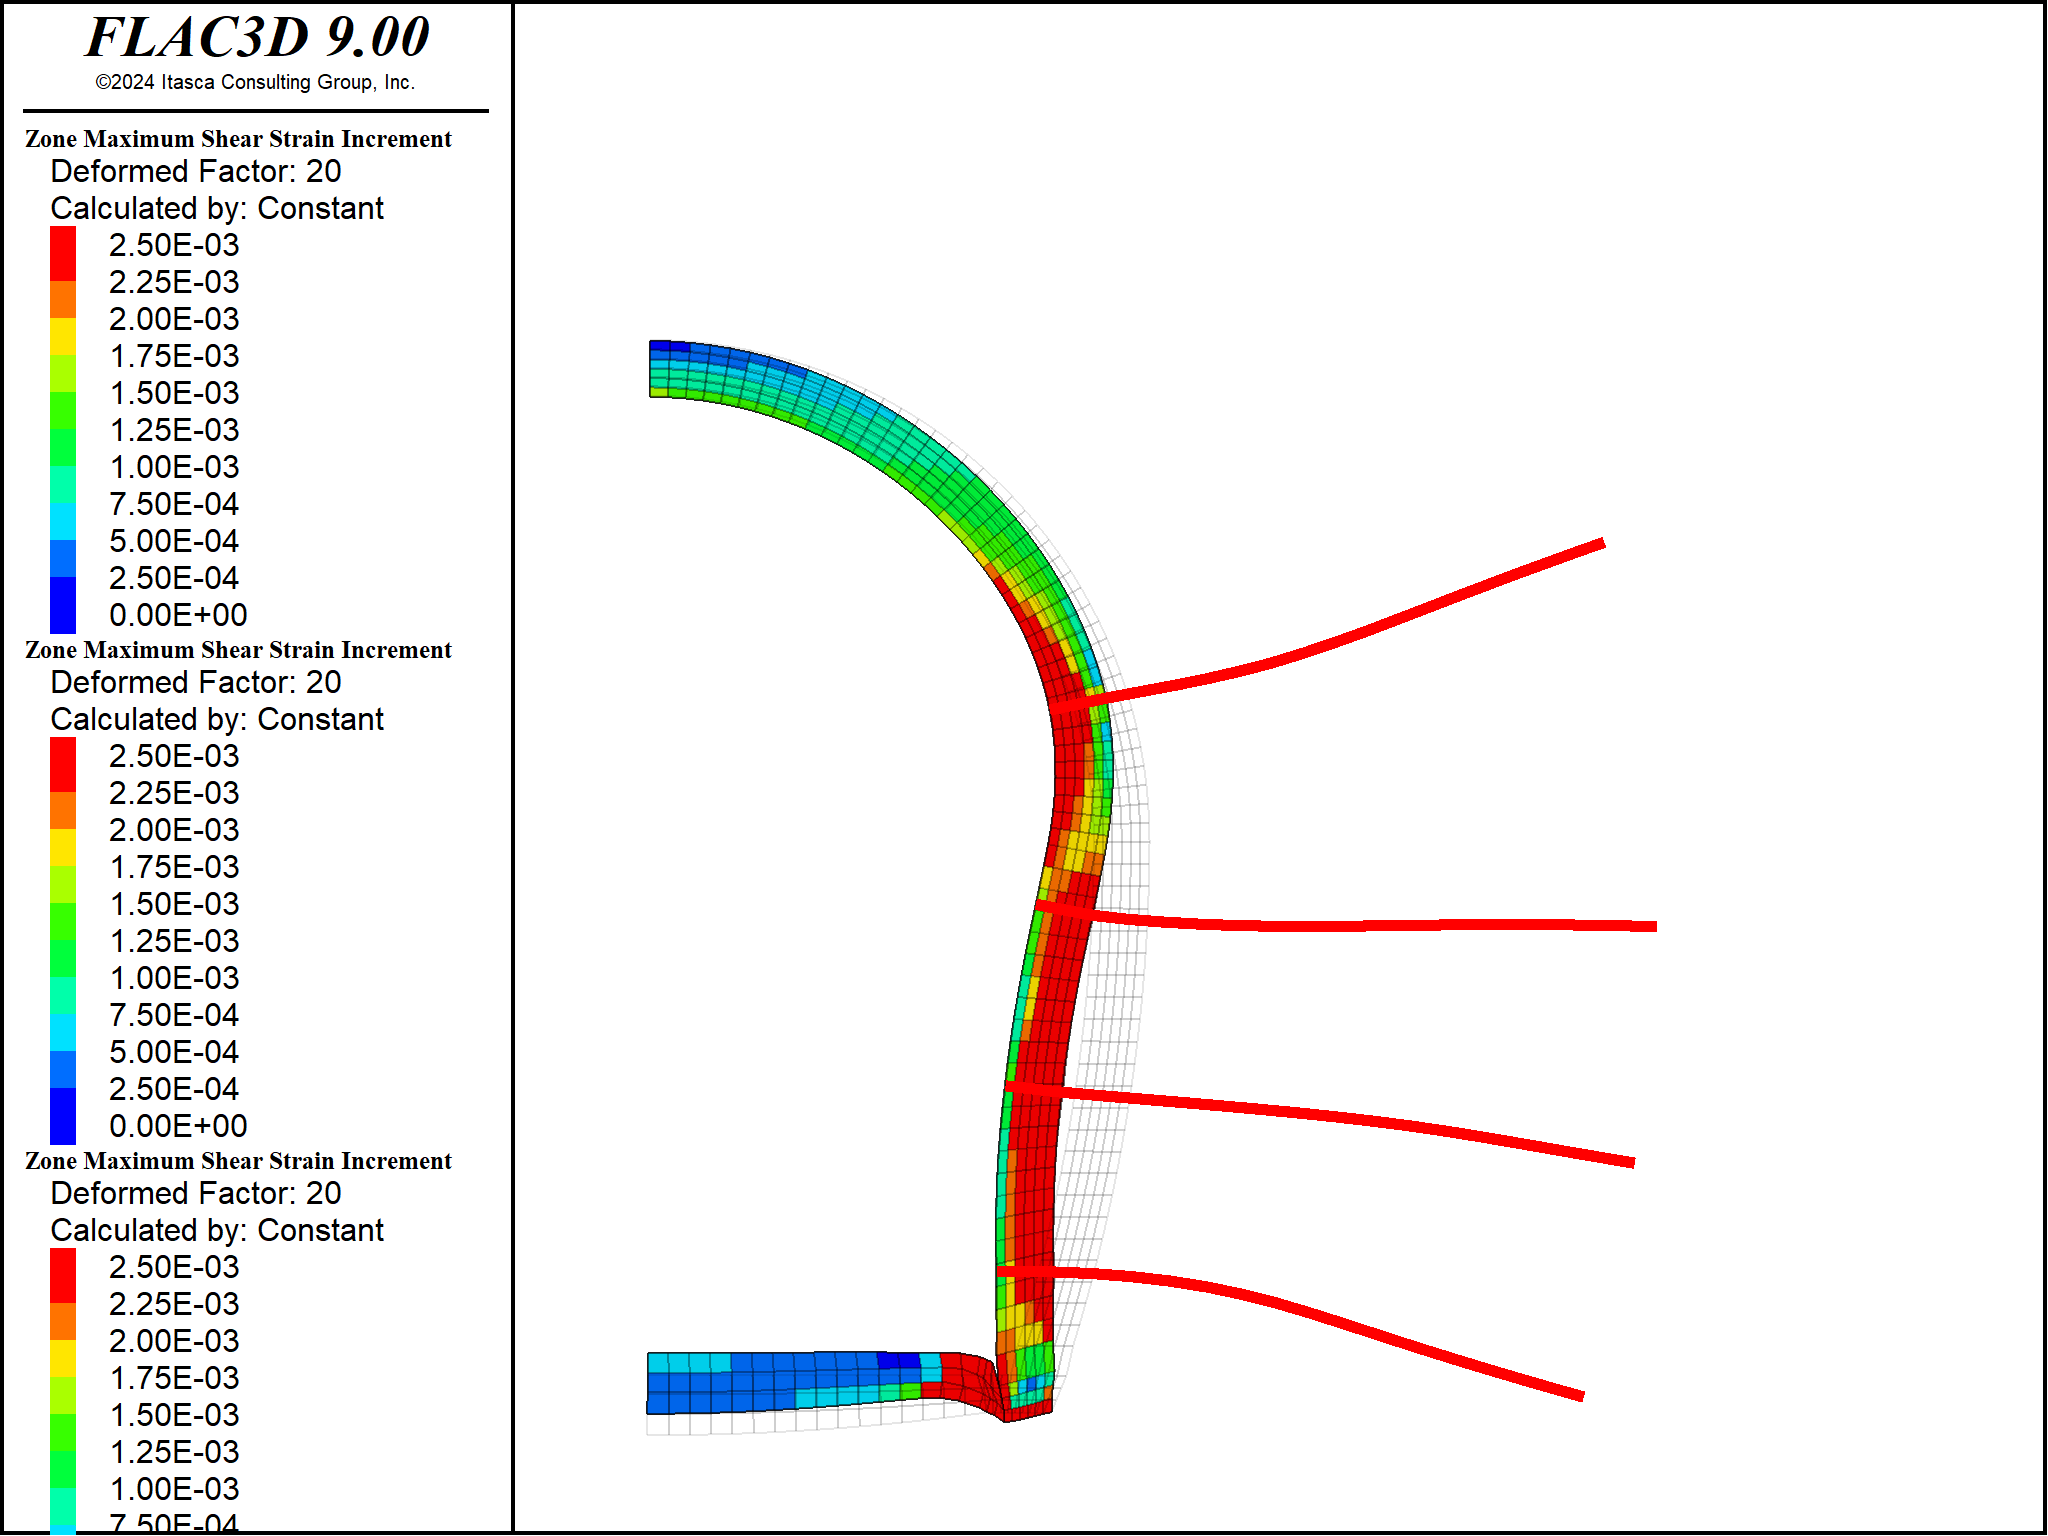 FLAC3D 9.00
©2024 Itasca Consulting Group, Inc.
Zone Maximum Shear Strain Increment
Deformed Factor: 20
Calculated by: Constant
2.50E-03
2.25E-03
2.00E-03
1.75E-03
1.50E-03
1.25E-03
1.00E-03
7.50E-04
5.00E-04
2.50E-04
0.00E+00
Zone Maximum Shear Strain Increment
Deformed Factor: 20
Calculated by: Constant
2.50E-03
2.25E-03
2.00E-03
1.75E-03
1.50E-03
1.25E-03
1.00E-03
7.50E-04
5.00E-04
2.50E-04
0.00E+00
Zone Maximum Shear Strain Increment
Deformed Factor: 20
Calculated by: Constant
2.50E-03
2.25E-03
2.00E-03
1.75E-03
1.50E-03
1.25E-03
1.00E-03
7.50E-04